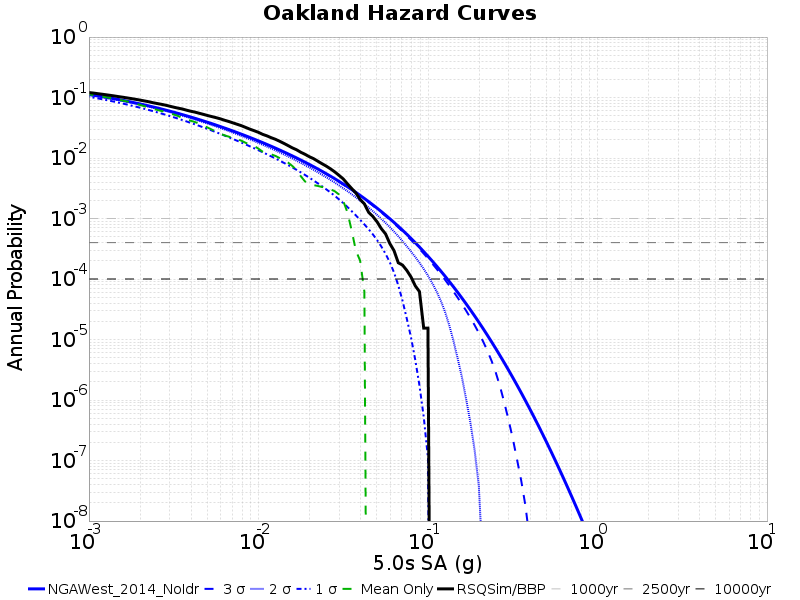 Oakland Hazard Curves
10^0
10^-1
10^-2
10^-3
10^-4
10^-5
10^-6
10^-7
10^-8
Annual Probability
10^-3 10^-2 10^-1 10^0 10^1
5.0s SA (g)
NGAWest_2014_NoIdr 3 σ 2 σ 1 σ Mean Only RSQSim/BBP 1000yr 2500yr 10000yr